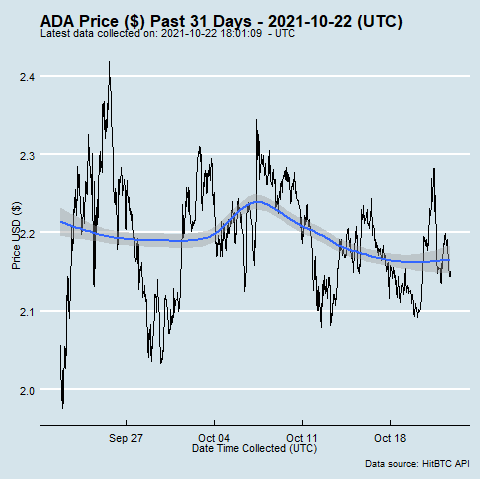 ADA Price ($) Past 31 Days - 2021-10-22 (UTC)
Latest data collected on: 2021-10-22 18:01:09 - UTC
2.4
2.3
2.2
2.1
2.0
Price USD ($)
Sep 27
Oct 04
Oct 11
Oct 18
Date Time Collected (UTC)
Data source: HitBTC API